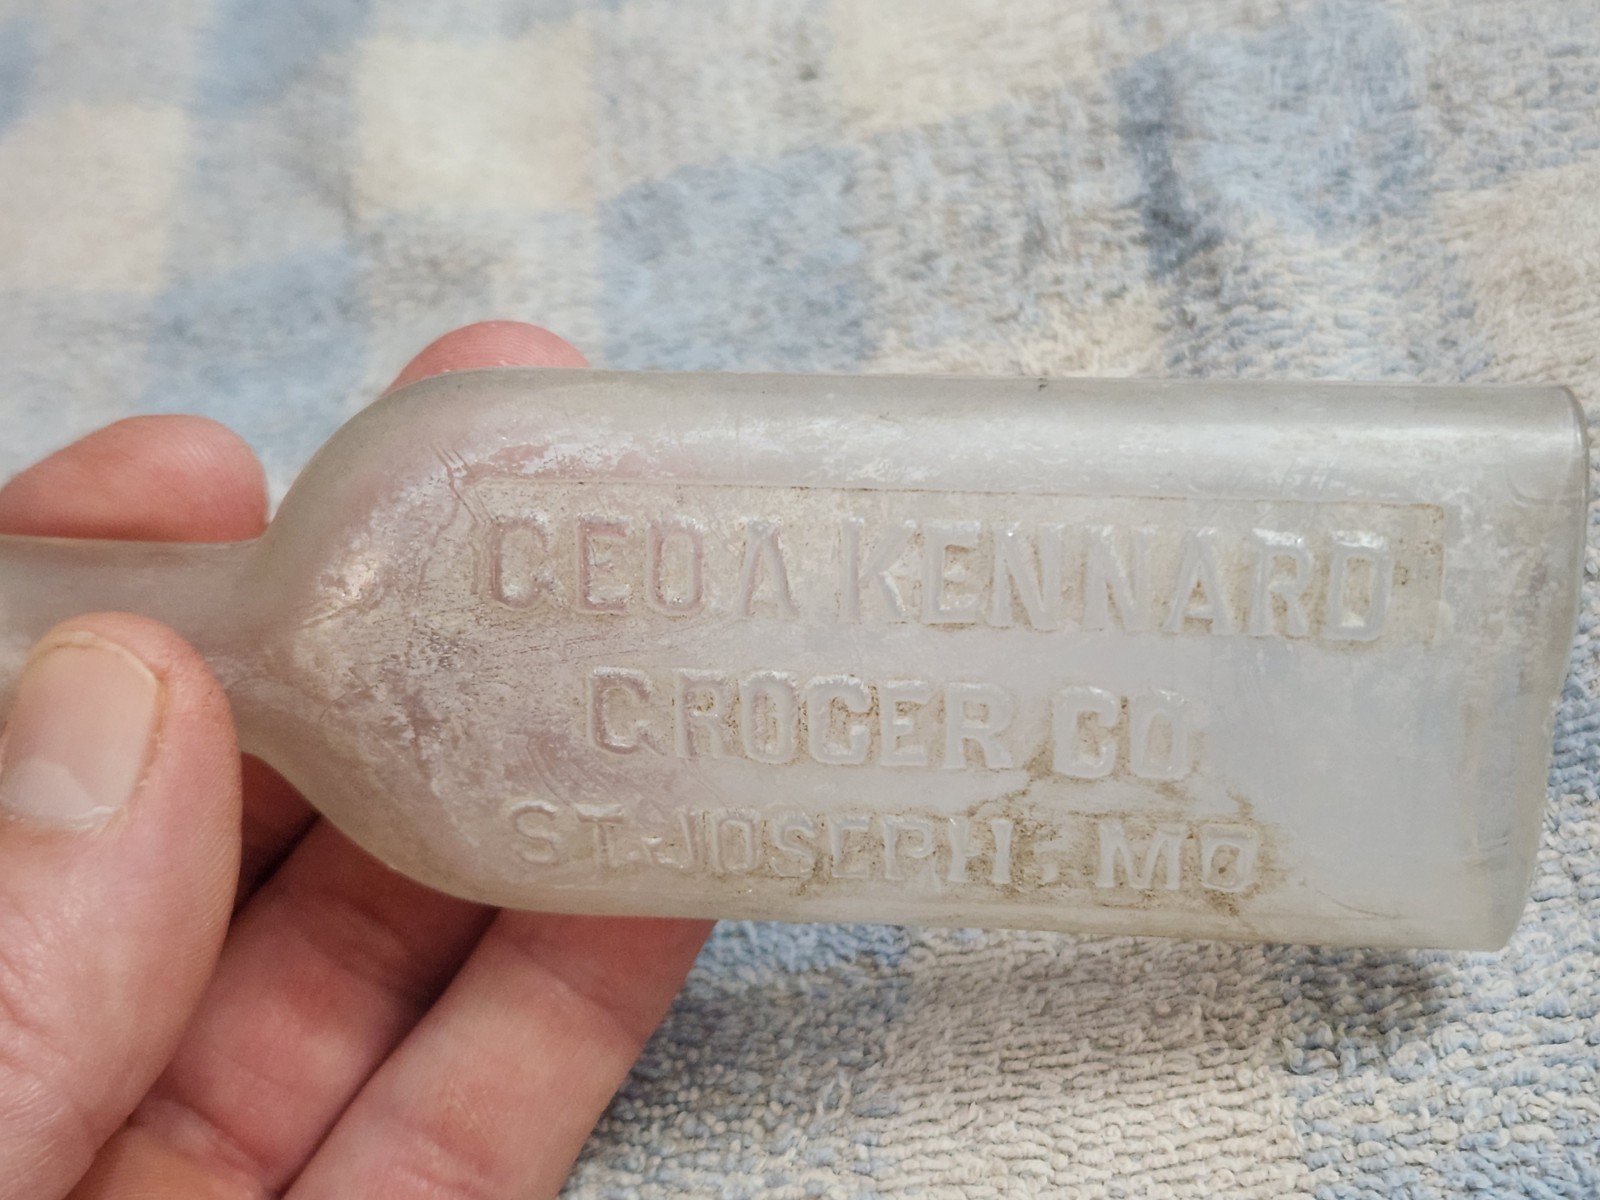 GEO A KENNARD
GROCER CO
ST. JOSEPH: MO